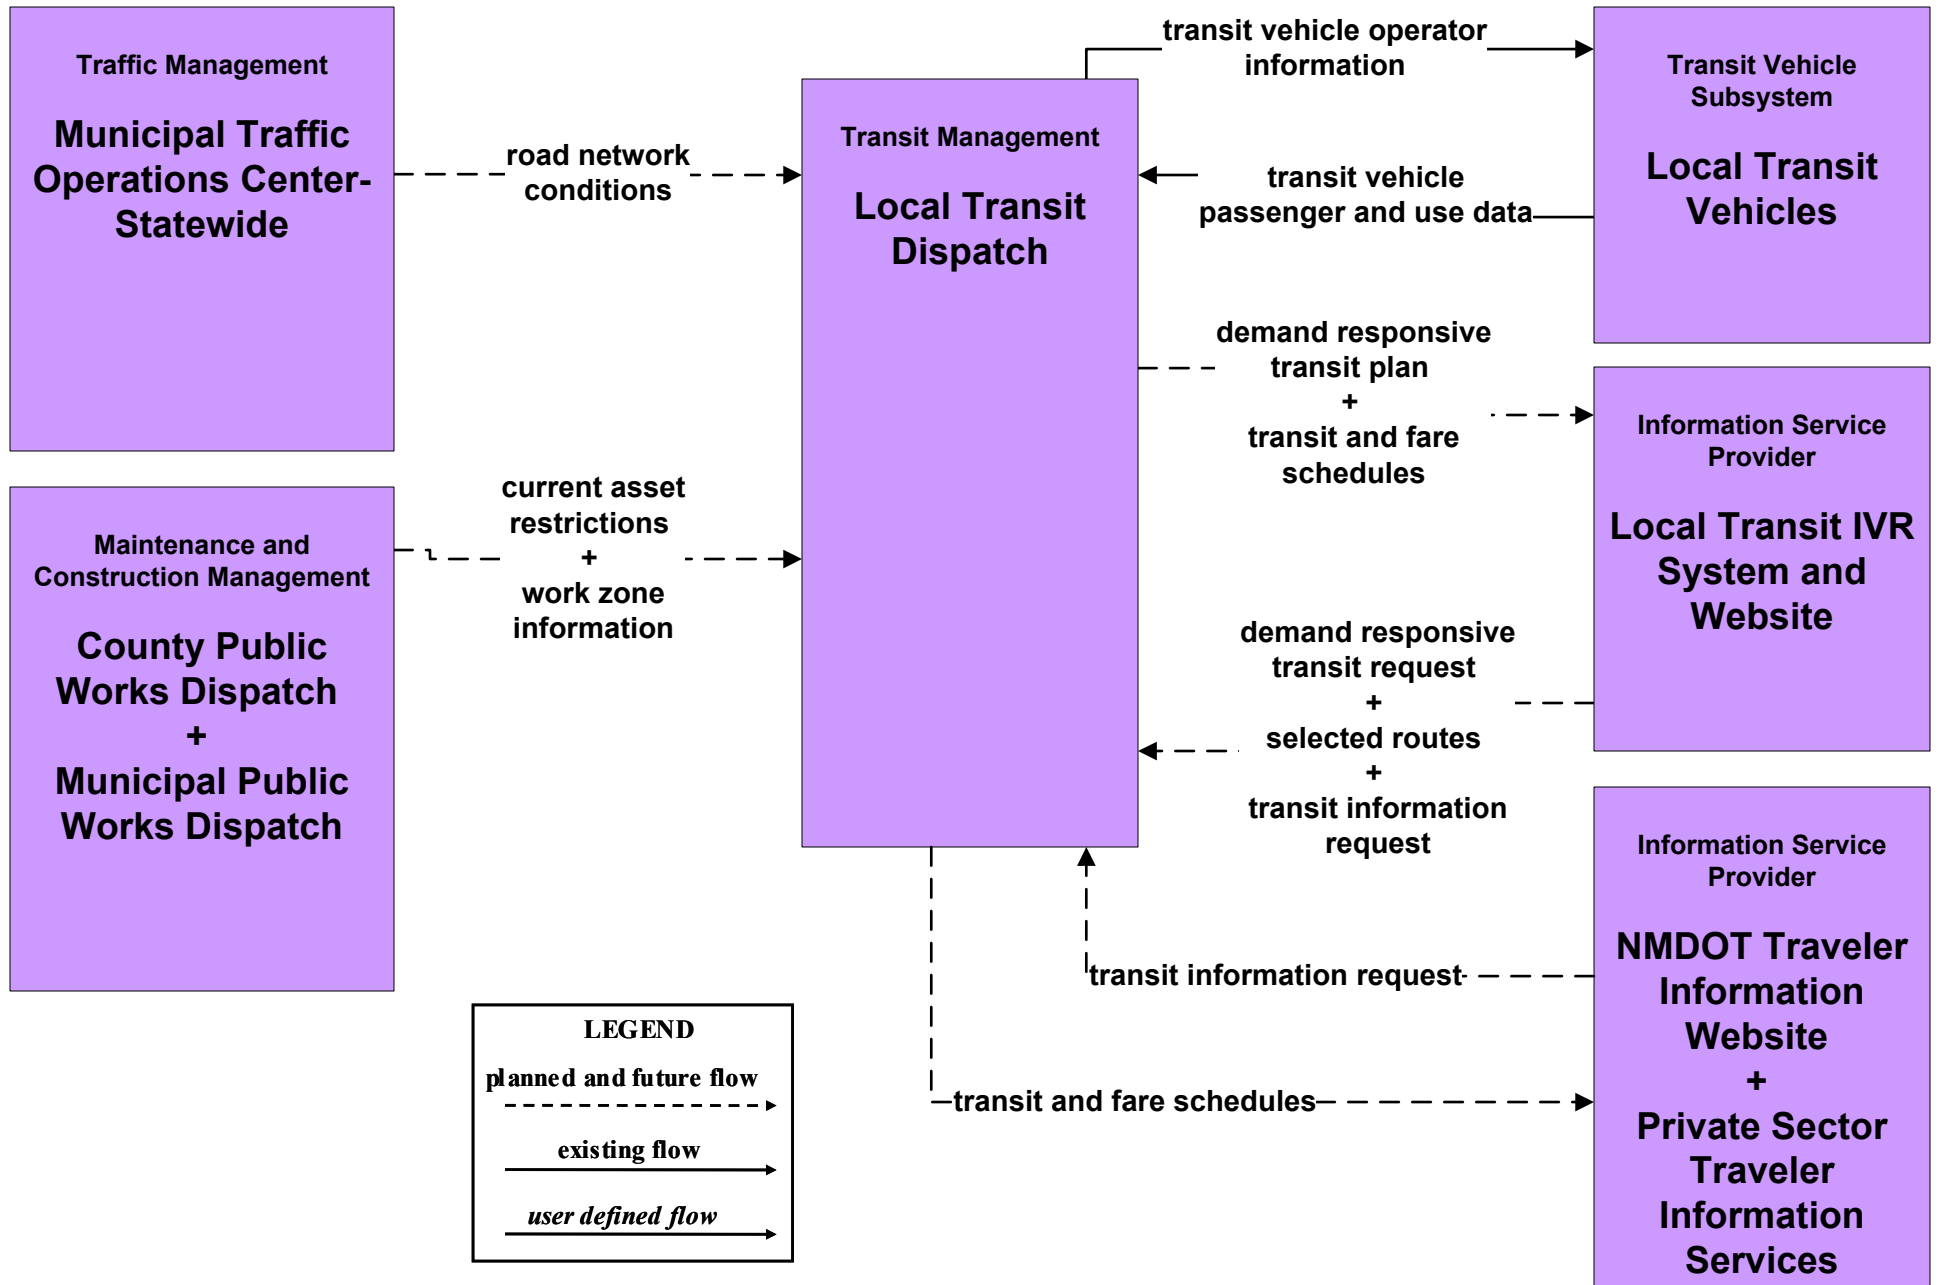 Traffic Management
Municipal Traffic
Operations Center-
Statewide
road network
conditions
Maintenance and
Construction Management
County Public
Works Dispatch
+
Municipal Public
Works Dispatch
current asset
restrictions
+
work zone
information
Transit Management
Local Transit
Dispatch
transit vehicle operator
information
transit vehicle
passenger and use data
Transit Vehicle
Subsystem
Local Transit
Vehicles
demand responsive
transit plan
+
transit and fare
schedules
Information Service
Provider
Local Transit IVR
System and
Website
demand responsive
transit request
+
selected routes
+
transit information
request
Information Service
Provider
NMDOT Traveler
Information
Website
+
Private Sector
Traveler
Information
Services
transit information request
transit and fare schedules
LEGEND
planned and future flow
existing flow
user defined flow